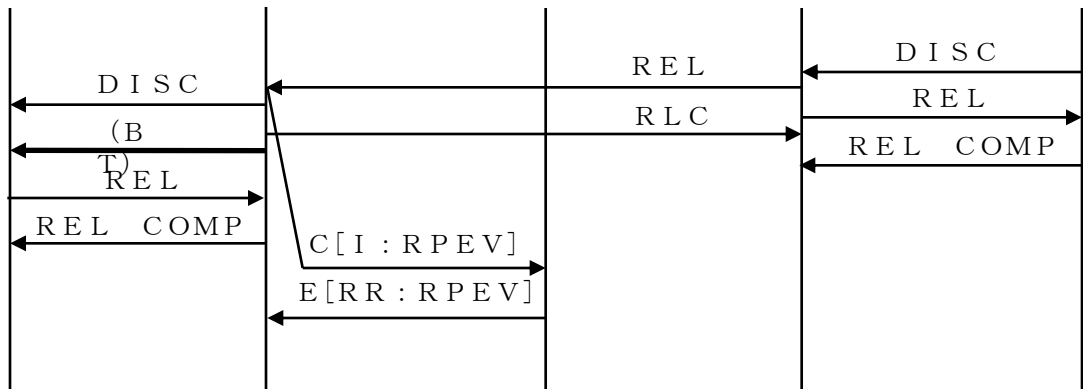 DISC
REL
DISC
REL
RLC
(B
T)
REL COMP
REL
REL COMP
C[I:RPEV]
E[RR:RPEV]